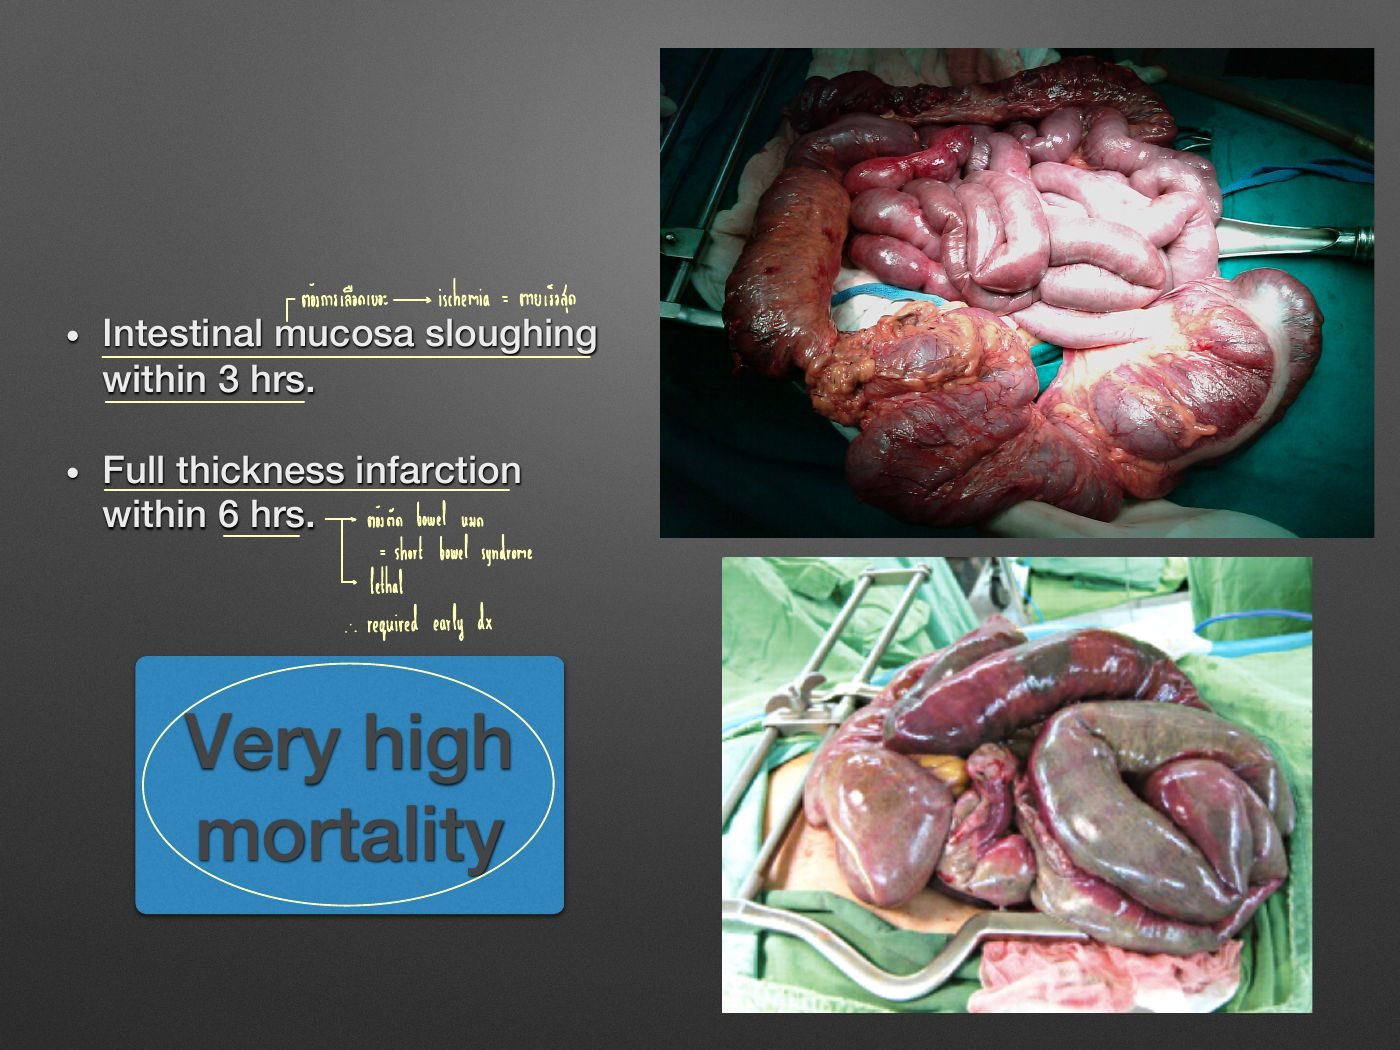 ต้องการเลือดเยอะ → ischemia = ตายเร็วสุด
• Intestinal mucosa sloughing
within 3 hrs.
• Full thickness infarction
within 6 hrs.
ต้องตัด bowel หมด
= short bowel syndrome
lethal
∴ required early dx
Very high
mortality